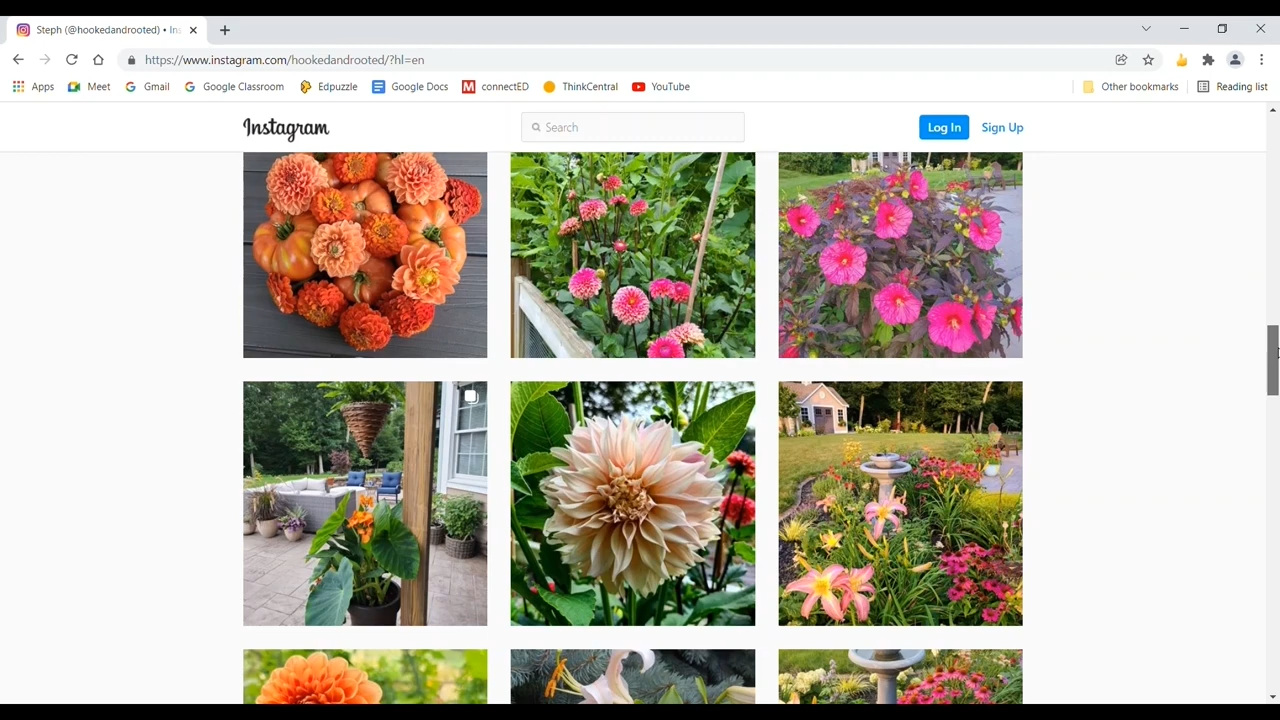 Steph (@hookedandrooted) • In
https://www.instagram.com/hookedandrooted/?hl=en
Apps Meet Gmail Google Classroom Edpuzzle Google Docs connectED ThinkCentral YouTube Other bookmarks Reading list
Instagram Search Log In Sign Up